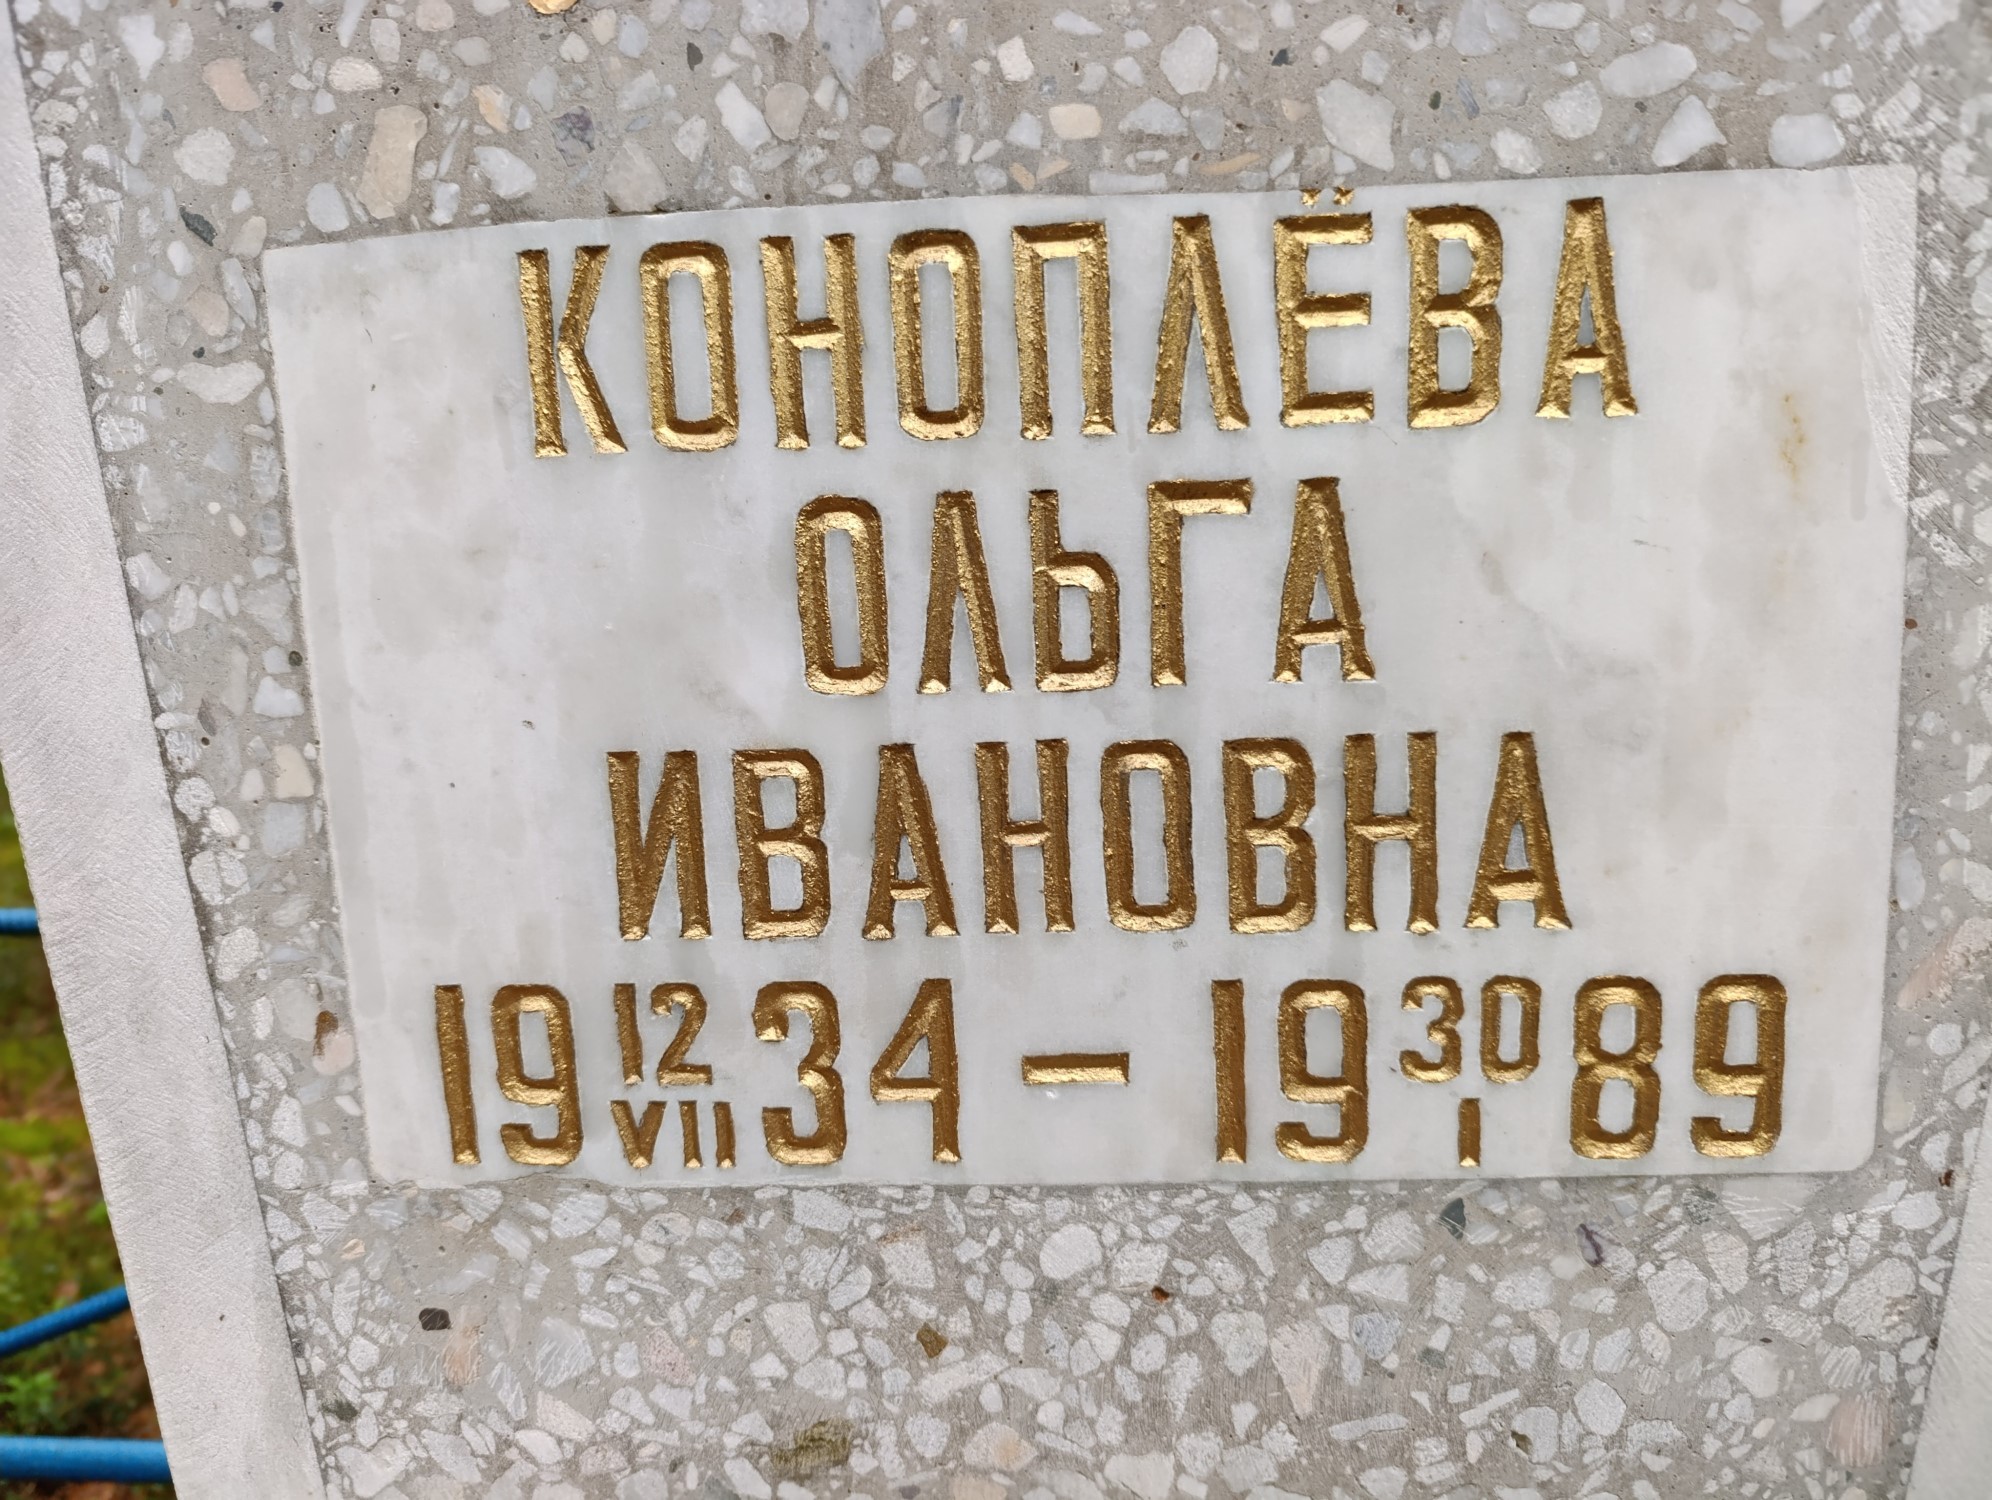 КОНОПЛЁВА
ОЛЬГА
ИВАНОВНА
19 12/VII 34 – 19 30/I 89